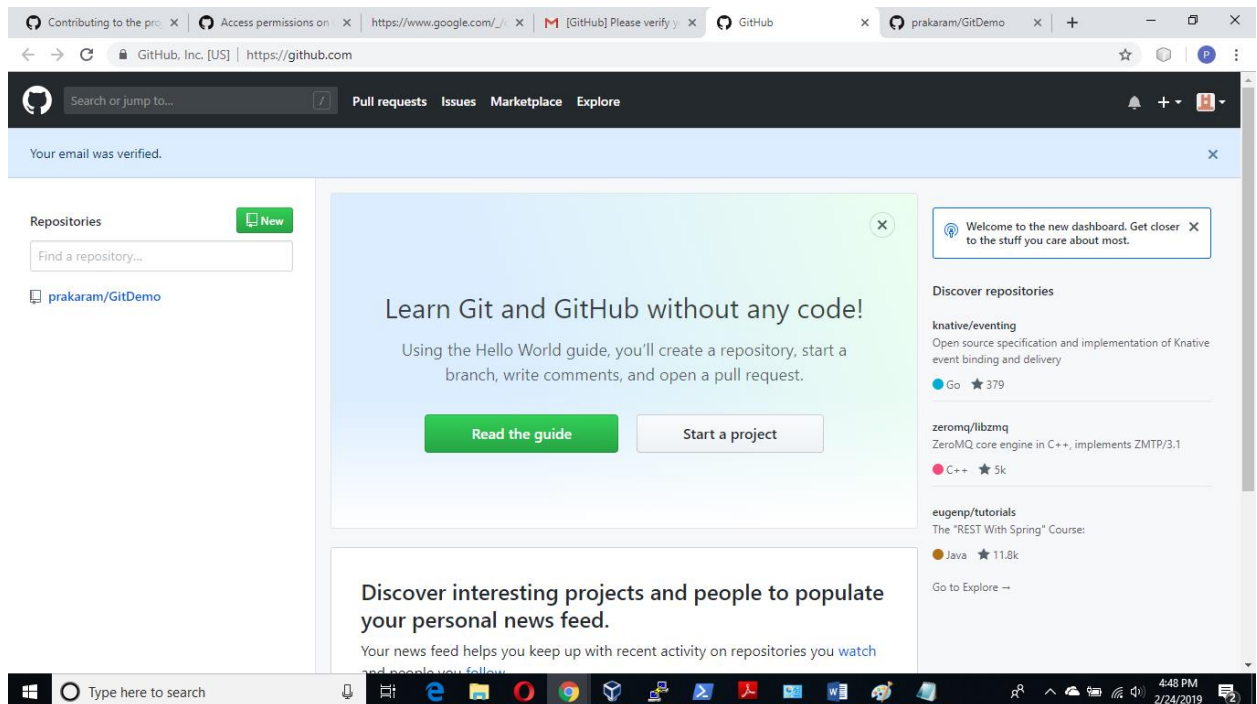 Contributing to the pro
Access permissions on
https://www.google.com/_/c
[GitHub] Please verify y
GitHub
prakaram/GitDemo
GitHub, Inc. [US] | https://github.com
P
Search or jump to...
/
Pull requests Issues Marketplace Explore
Your email was verified.
Repositories
New
Find a repository...
prakaram/GitDemo
Learn Git and GitHub without any code!
Using the Hello World guide, you’ll create a repository, start a
branch, write comments, and open a pull request.
Read the guide
Start a project
Discover interesting projects and people to populate
your personal news feed.
Your news feed helps you keep up with recent activity on repositories you watch
and people you follow.
Welcome to the new dashboard. Get closer
to the stuff you care about most.
Discover repositories
knative/eventing
Open source specification and implementation of Knative
event binding and delivery
Go 379
zeromq/libzmq
ZeroMQ core engine in C++, implements ZMTP/3.1
C++ 5k
eugenp/tutorials
The "REST With Spring" Course:
Java 11.8k
Go to Explore →
Type here to search
4:48 PM
2/24/2019
2